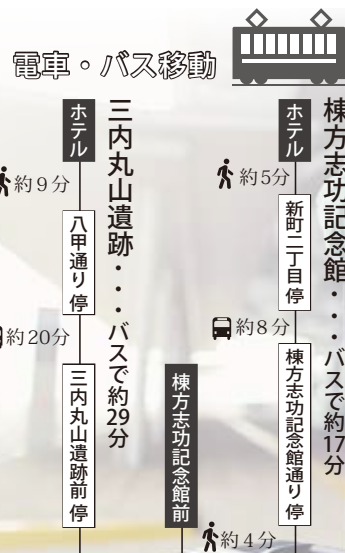 電車・バス移動
棟方志功記念館・・・バスで約17分
ホテル
約5分
新町二丁目 停
約8分
棟方志功記念館通り 停
約4分
棟方志功記念館前
三内丸山遺跡・・・バスで約29分
ホテル
約9分
八甲通り 停
約20分
三内丸山遺跡前 停